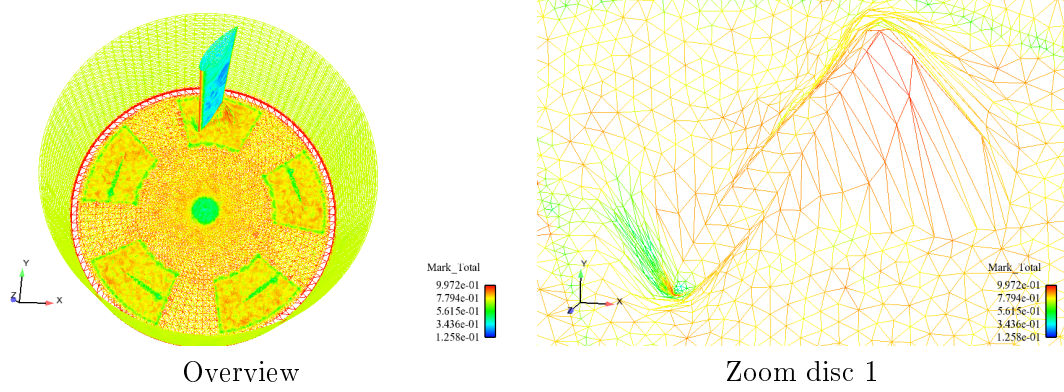 Y
Z
X
Mark_Total
9.972e-01
7.794e-01
5.615e-01
3.436e-01
1.258e-01
Overview
Y
Z
X
Mark_Total
9.972e-01
7.794e-01
5.615e-01
3.436e-01
1.258e-01
Zoom disc 1